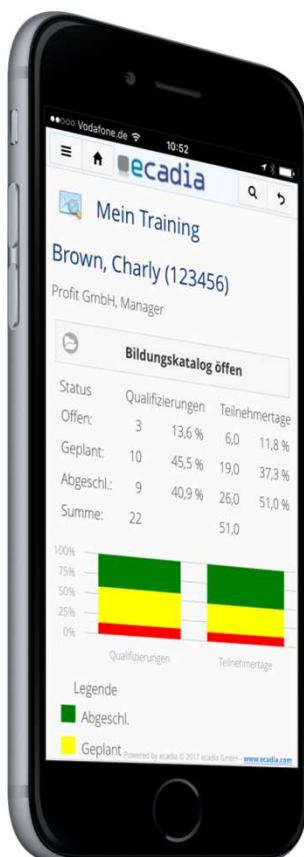 Vodafone.de 10:52
ecadia
Mein Training
Brown, Charly (123456)
Profit GmbH, Manager
Bildungskatalog öffen
Status Qualifizierungen Teilnehmertage
Offen: 3 13,6 % 6,0 11,8 %
Geplant: 10 45,5 % 19,0 37,3 %
Abgeschl.: 9 40,9 % 26,0 51,0 %
Summe: 22 51,0
100%
75%
50%
25%
0%
Qualifizierungen Teilnehmertage
Legende
Abgeschl.
Geplant
Powered by ecadia © 2017 ecadia GmbH - www.ecadia.com